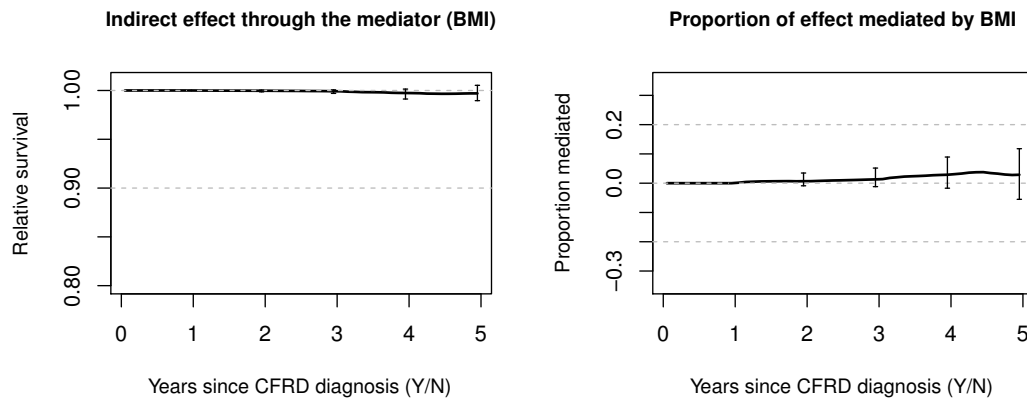 Indirect effect through the mediator (BMI)
Relative survival
1.00
0.90
0.80
0 1 2 3 4 5
Years since CFRD diagnosis (Y/N)
Proportion of effect mediated by BMI
Proportion mediated
0.2
0.0
−0.3
0 1 2 3 4 5
Years since CFRD diagnosis (Y/N)